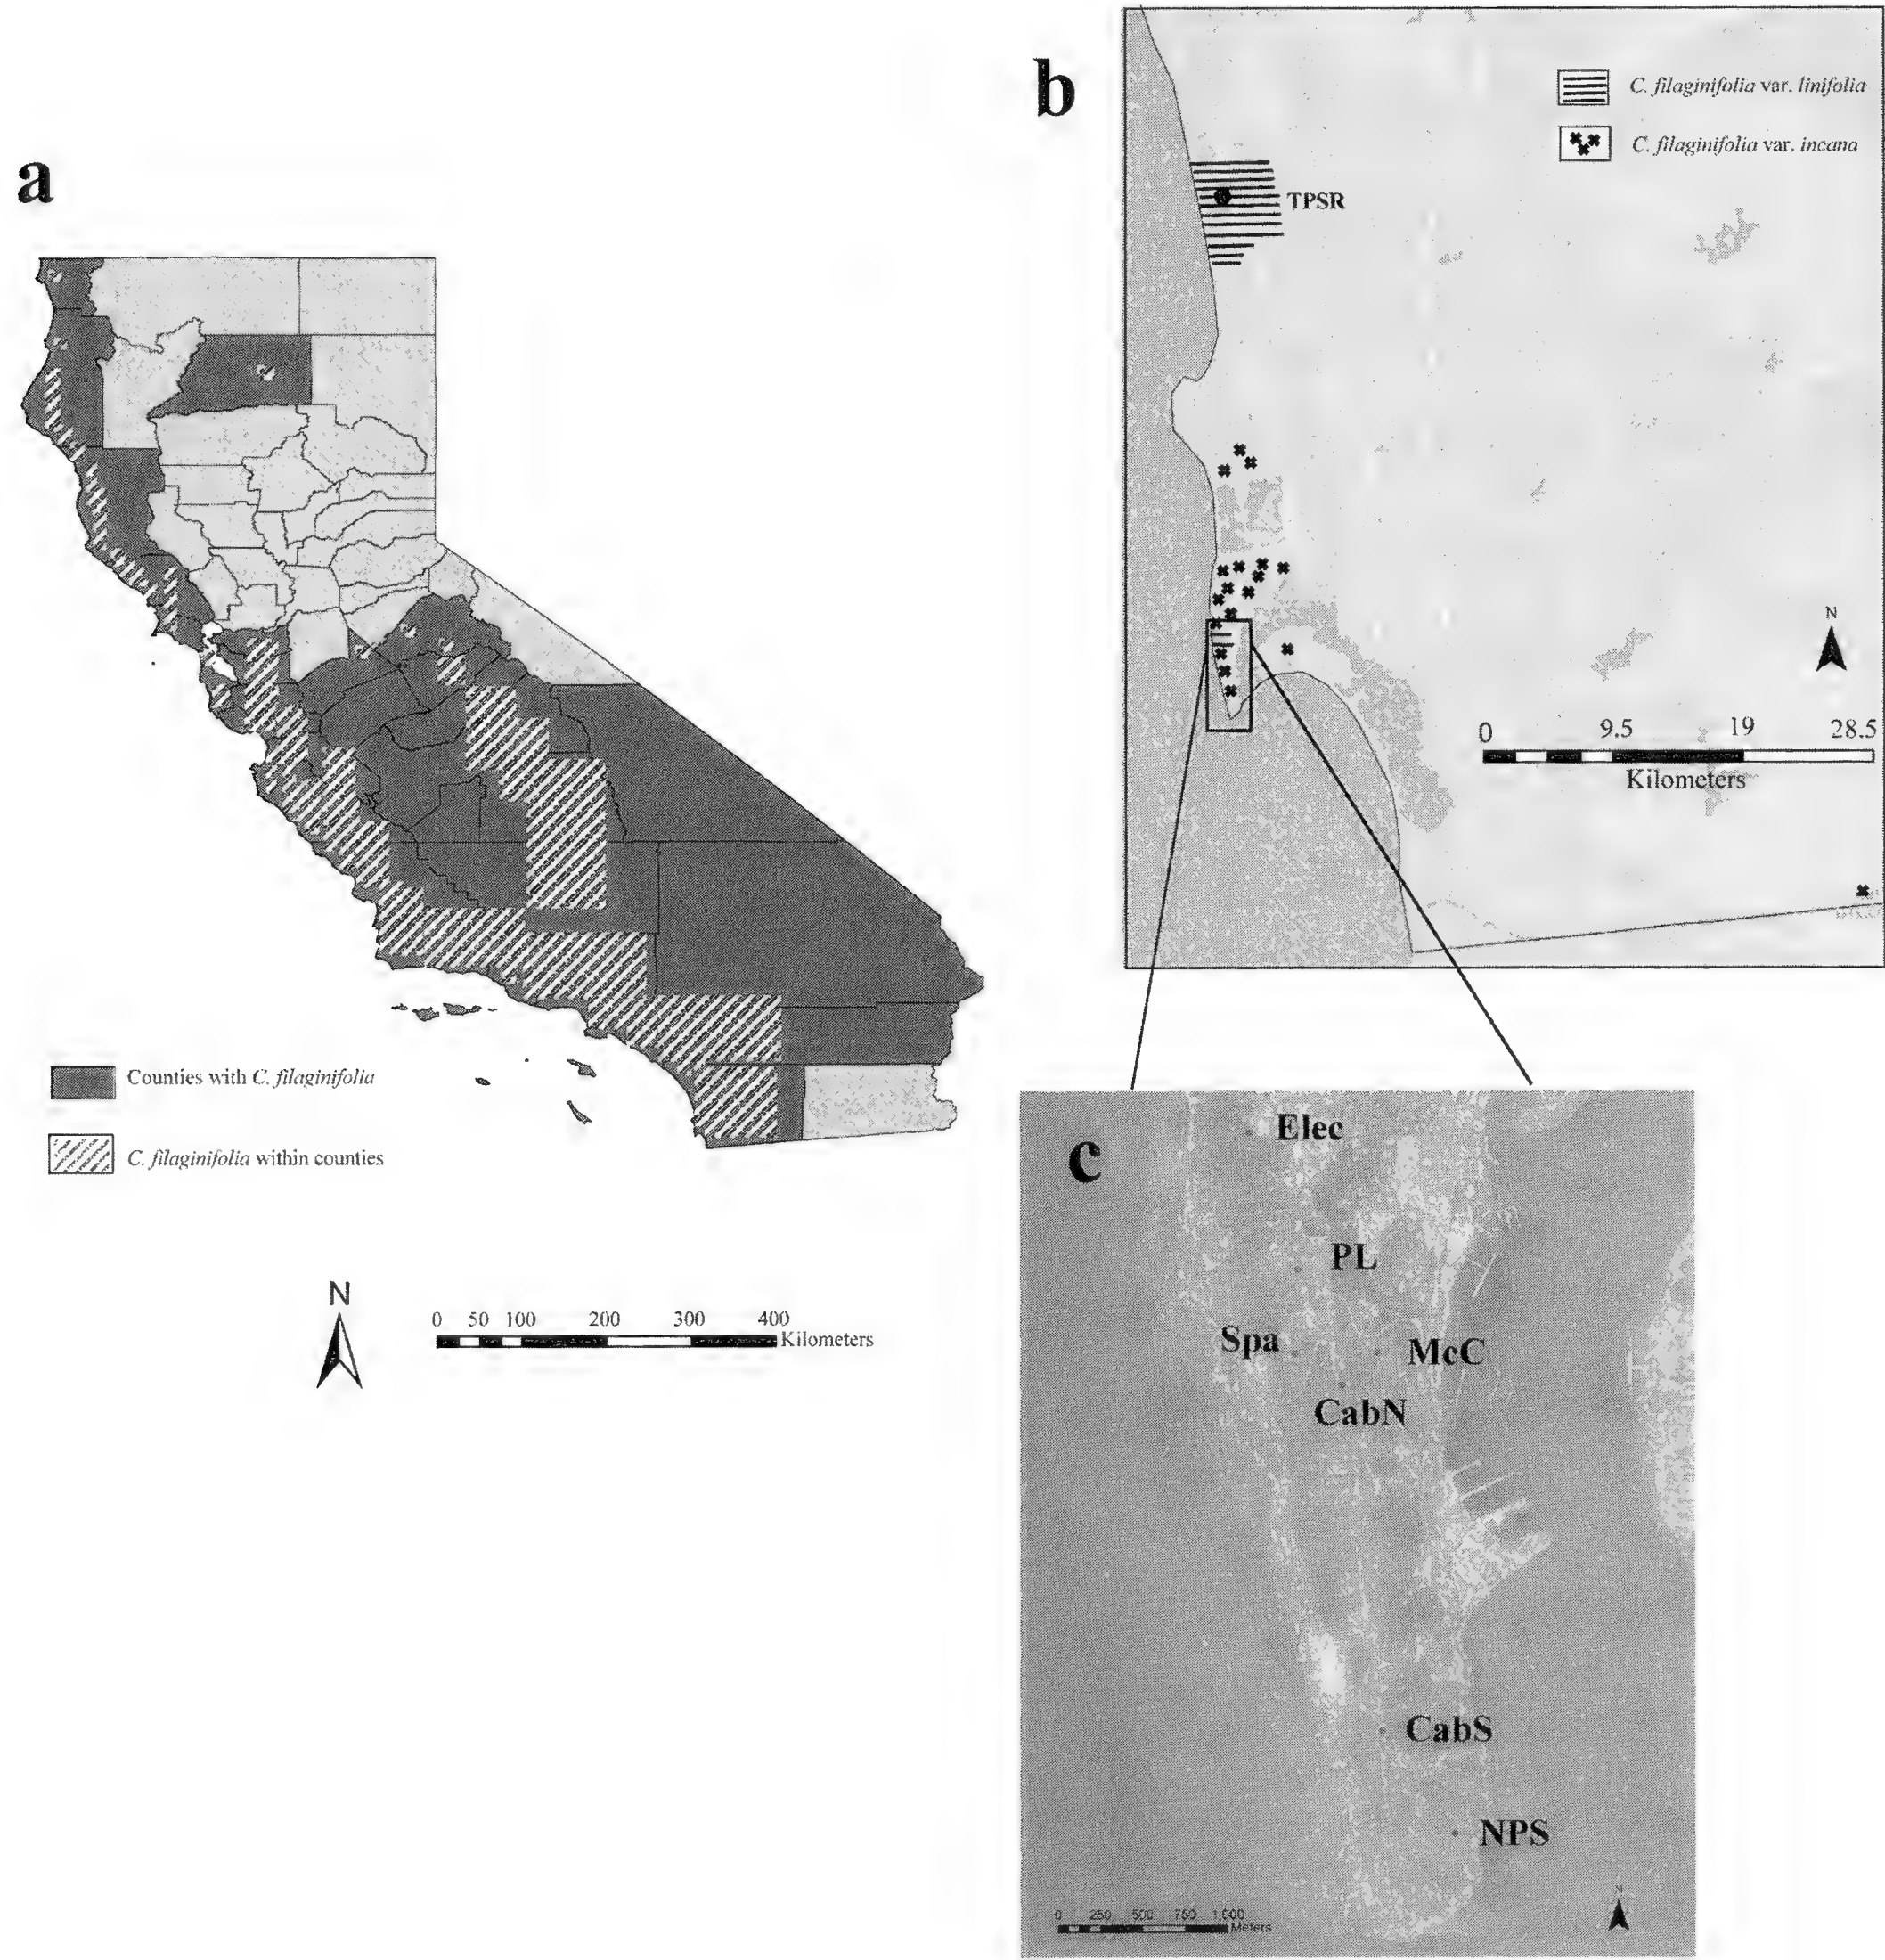 a
Counties with C. filaginifolia
C. filaginifolia within counties
N
0 50 100 200 300 400
Kilometers
b
C. filaginifolia var. linifolia
C. filaginifolia var. incana
TPSR
N
0 9.5 19 28.5
Kilometers
c
Elec
PL
Spa
McC
CabN
CabS
NPS
N
0 250 500 750 1,000
Meters